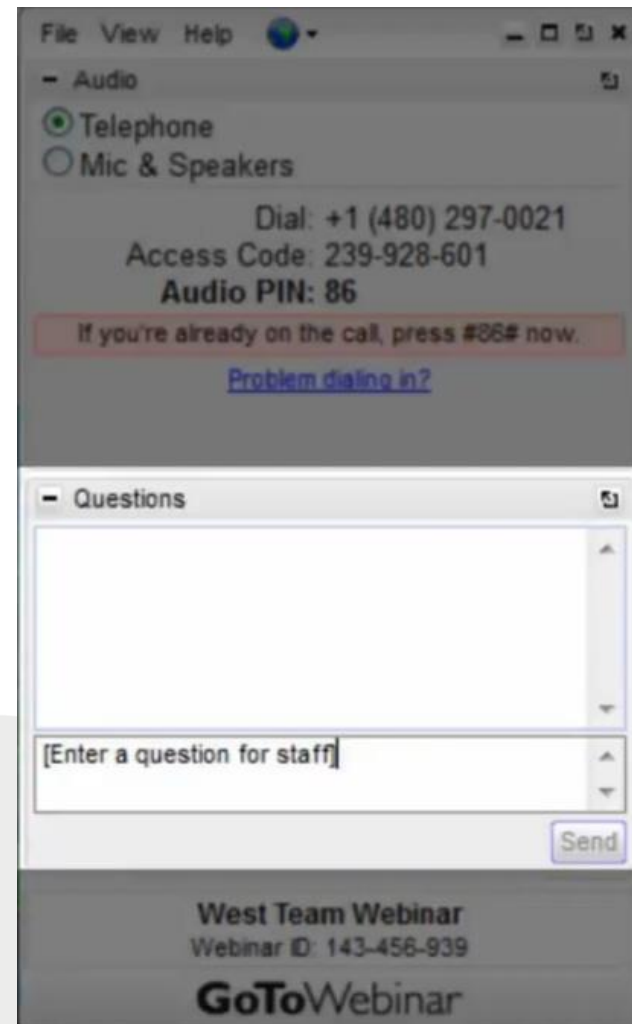 File View Help
- Audio
Telephone
Mic & Speakers
Dial: +1 (480) 297-0021
Access Code: 239-928-601
Audio PIN: 86
If you're already on the call, press #86# now.
Problem dialing in?
- Questions
[Enter a question for staff]
Send
West Team Webinar
Webinar ID: 143-456-939
GoToWebinar